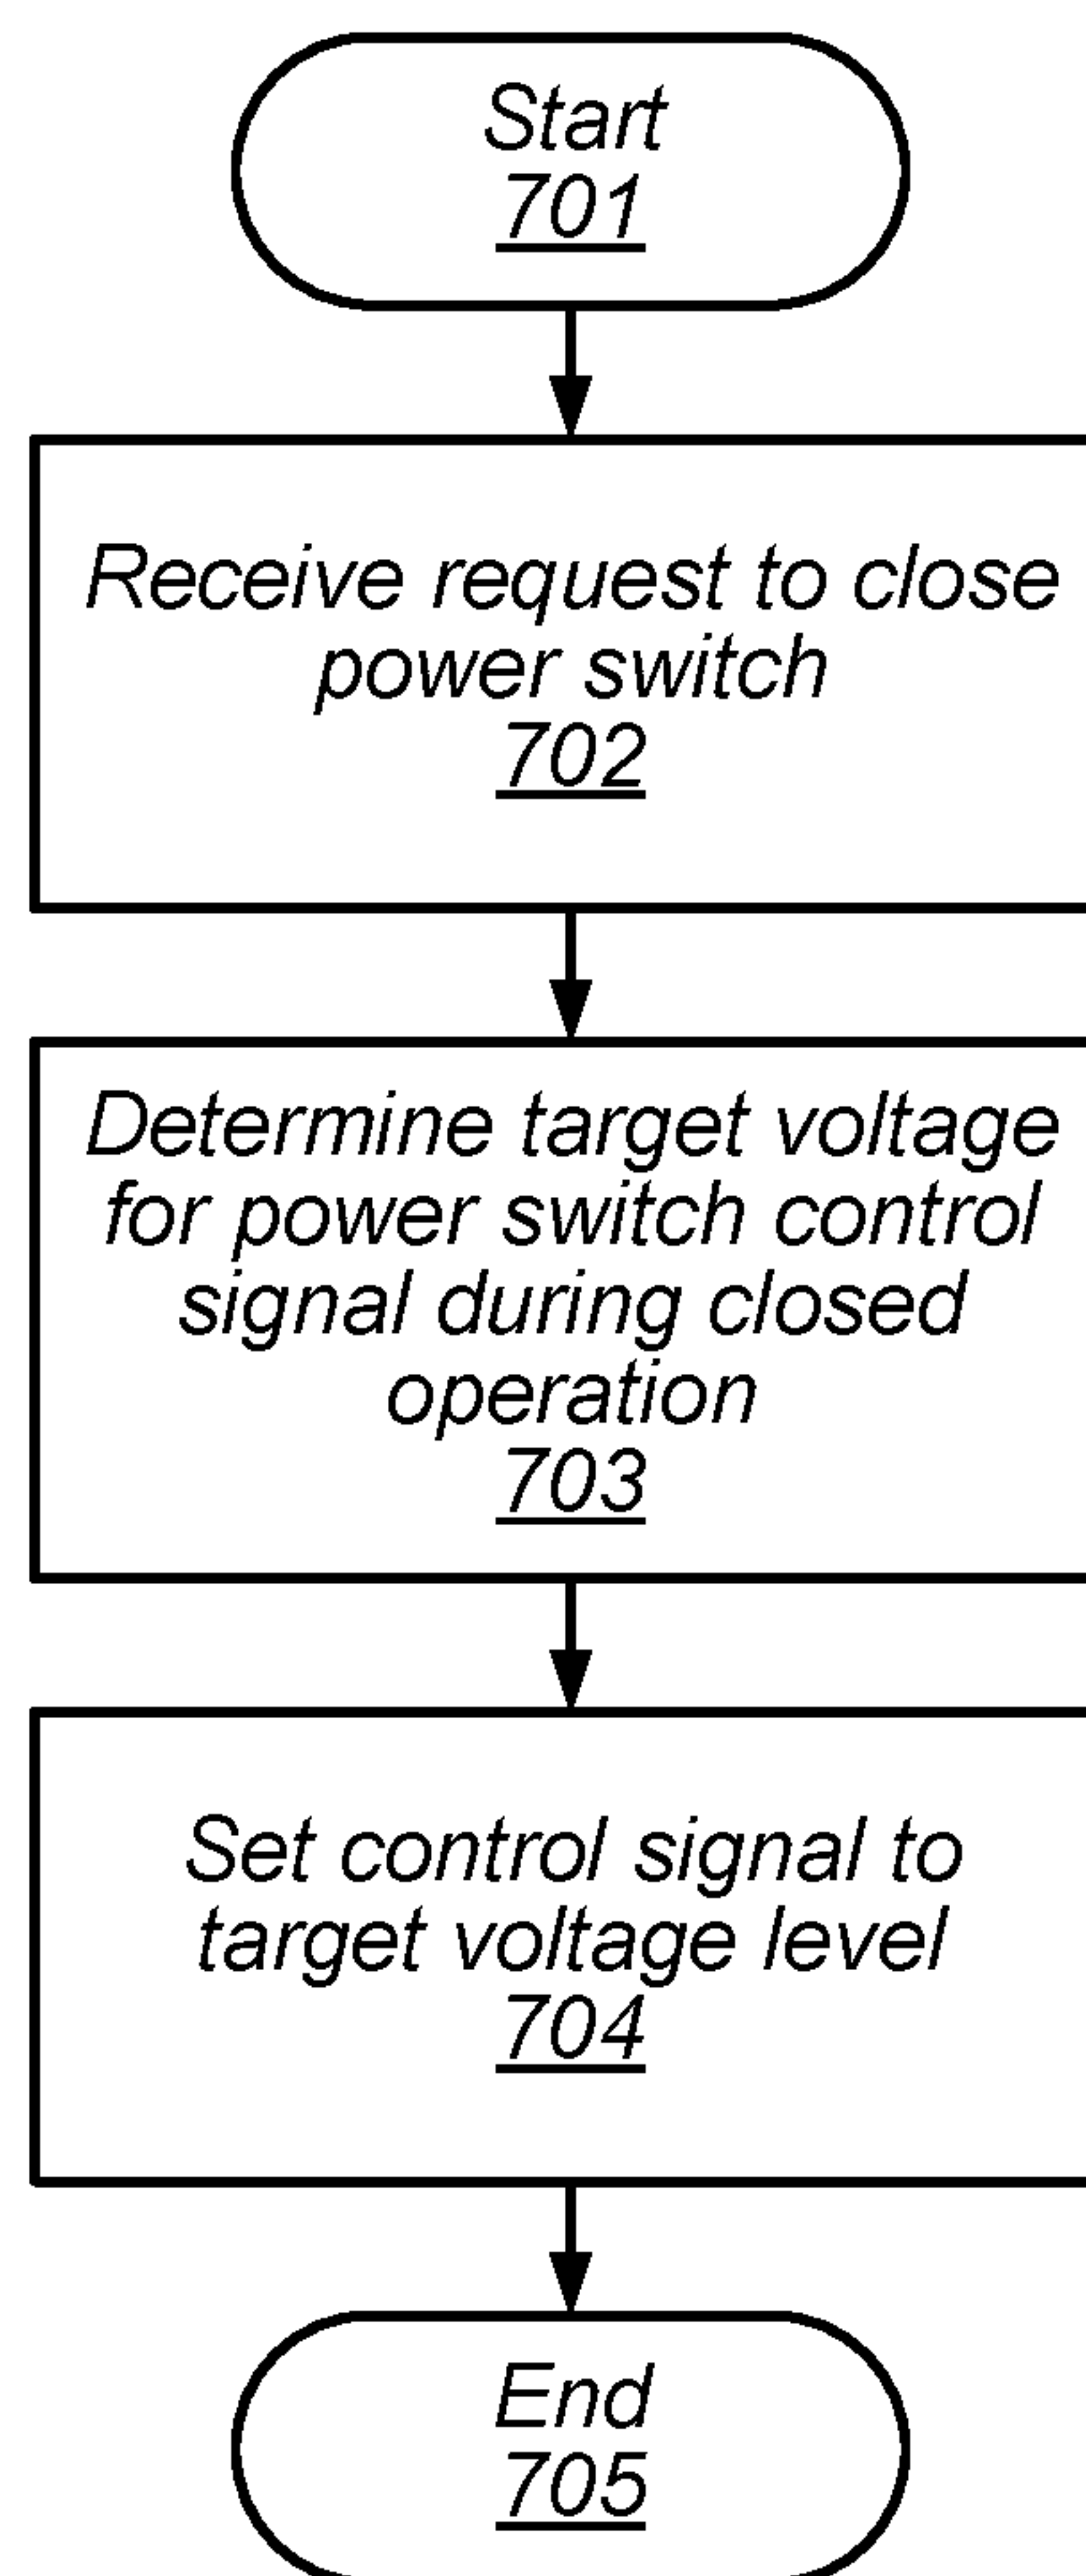 Start
701
Receive request to close
power switch
702
Determine target voltage
for power switch control
signal during closed
operation
703
Set control signal to
target voltage level
704
End
705